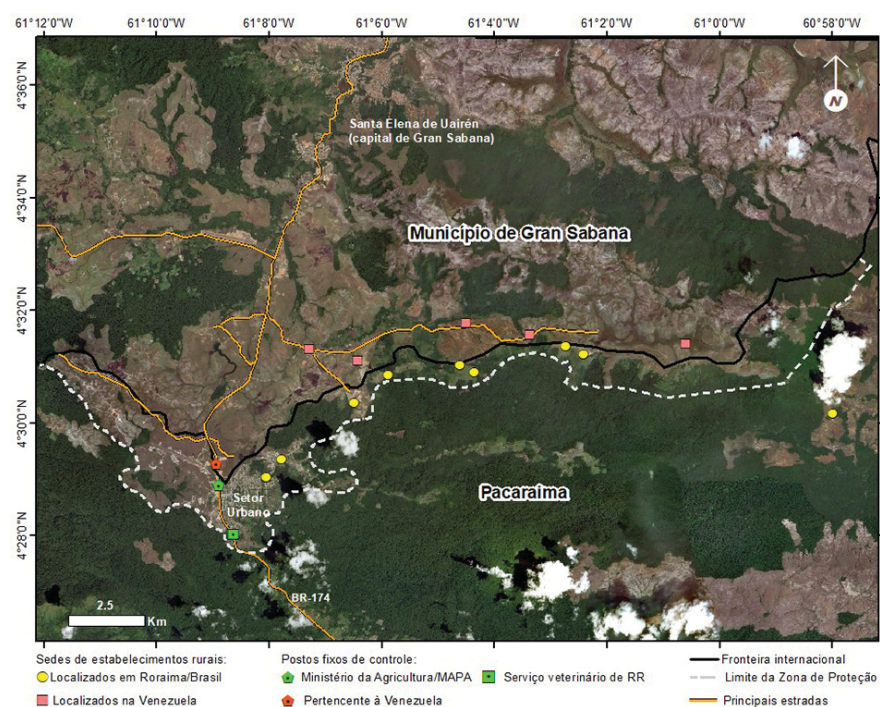 61°12'0"W 61°10'0"W 61°8'0"W 61°6'0"W 61°4'0"W 61°2'0"W 61°0'0"W 60°58'0"W
4°36'0"N
4°34'0"N
4°32'0"N
4°30'0"N
4°28'0"N
N
Santa Elena de Uairén
(capital de Gran Sabana)
Município de Gran Sabana
Pacaraima
Setor
Urbano
BR-174
2.5
Km
Sedes de estabelecimentos rurais:
Localizados em Roraima/Brasil
Localizados na Venezuela
Postos fixos de controle:
Ministério da Agricultura/MAPA
Serviço veterinário de RR
Pertencente à Venezuela
Fronteira internacional
Limite da Zona de Proteção
Principais estradas